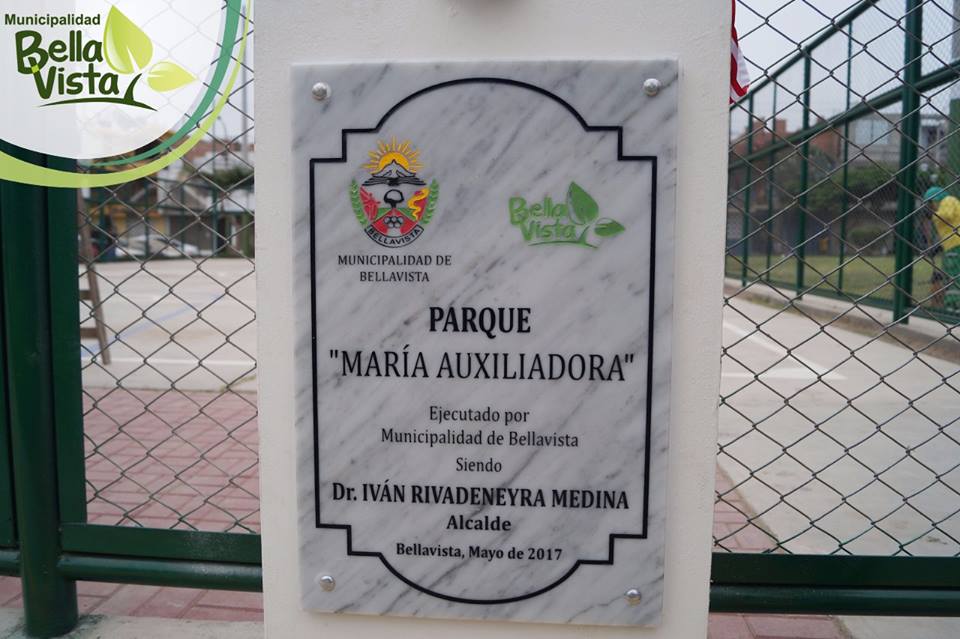 Municipalidad
Bella
Vista
BELLAVISTA
MUNICIPALIDAD DE
BELLAVISTA
Bella
Vista
PARQUE
"MARÍA AUXILIADORA"
Ejecutado por
Municipalidad de Bellavista
Siendo
Dr. IVÁN RIVADENEYRA MEDINA
Alcalde
Bellavista, Mayo de 2017